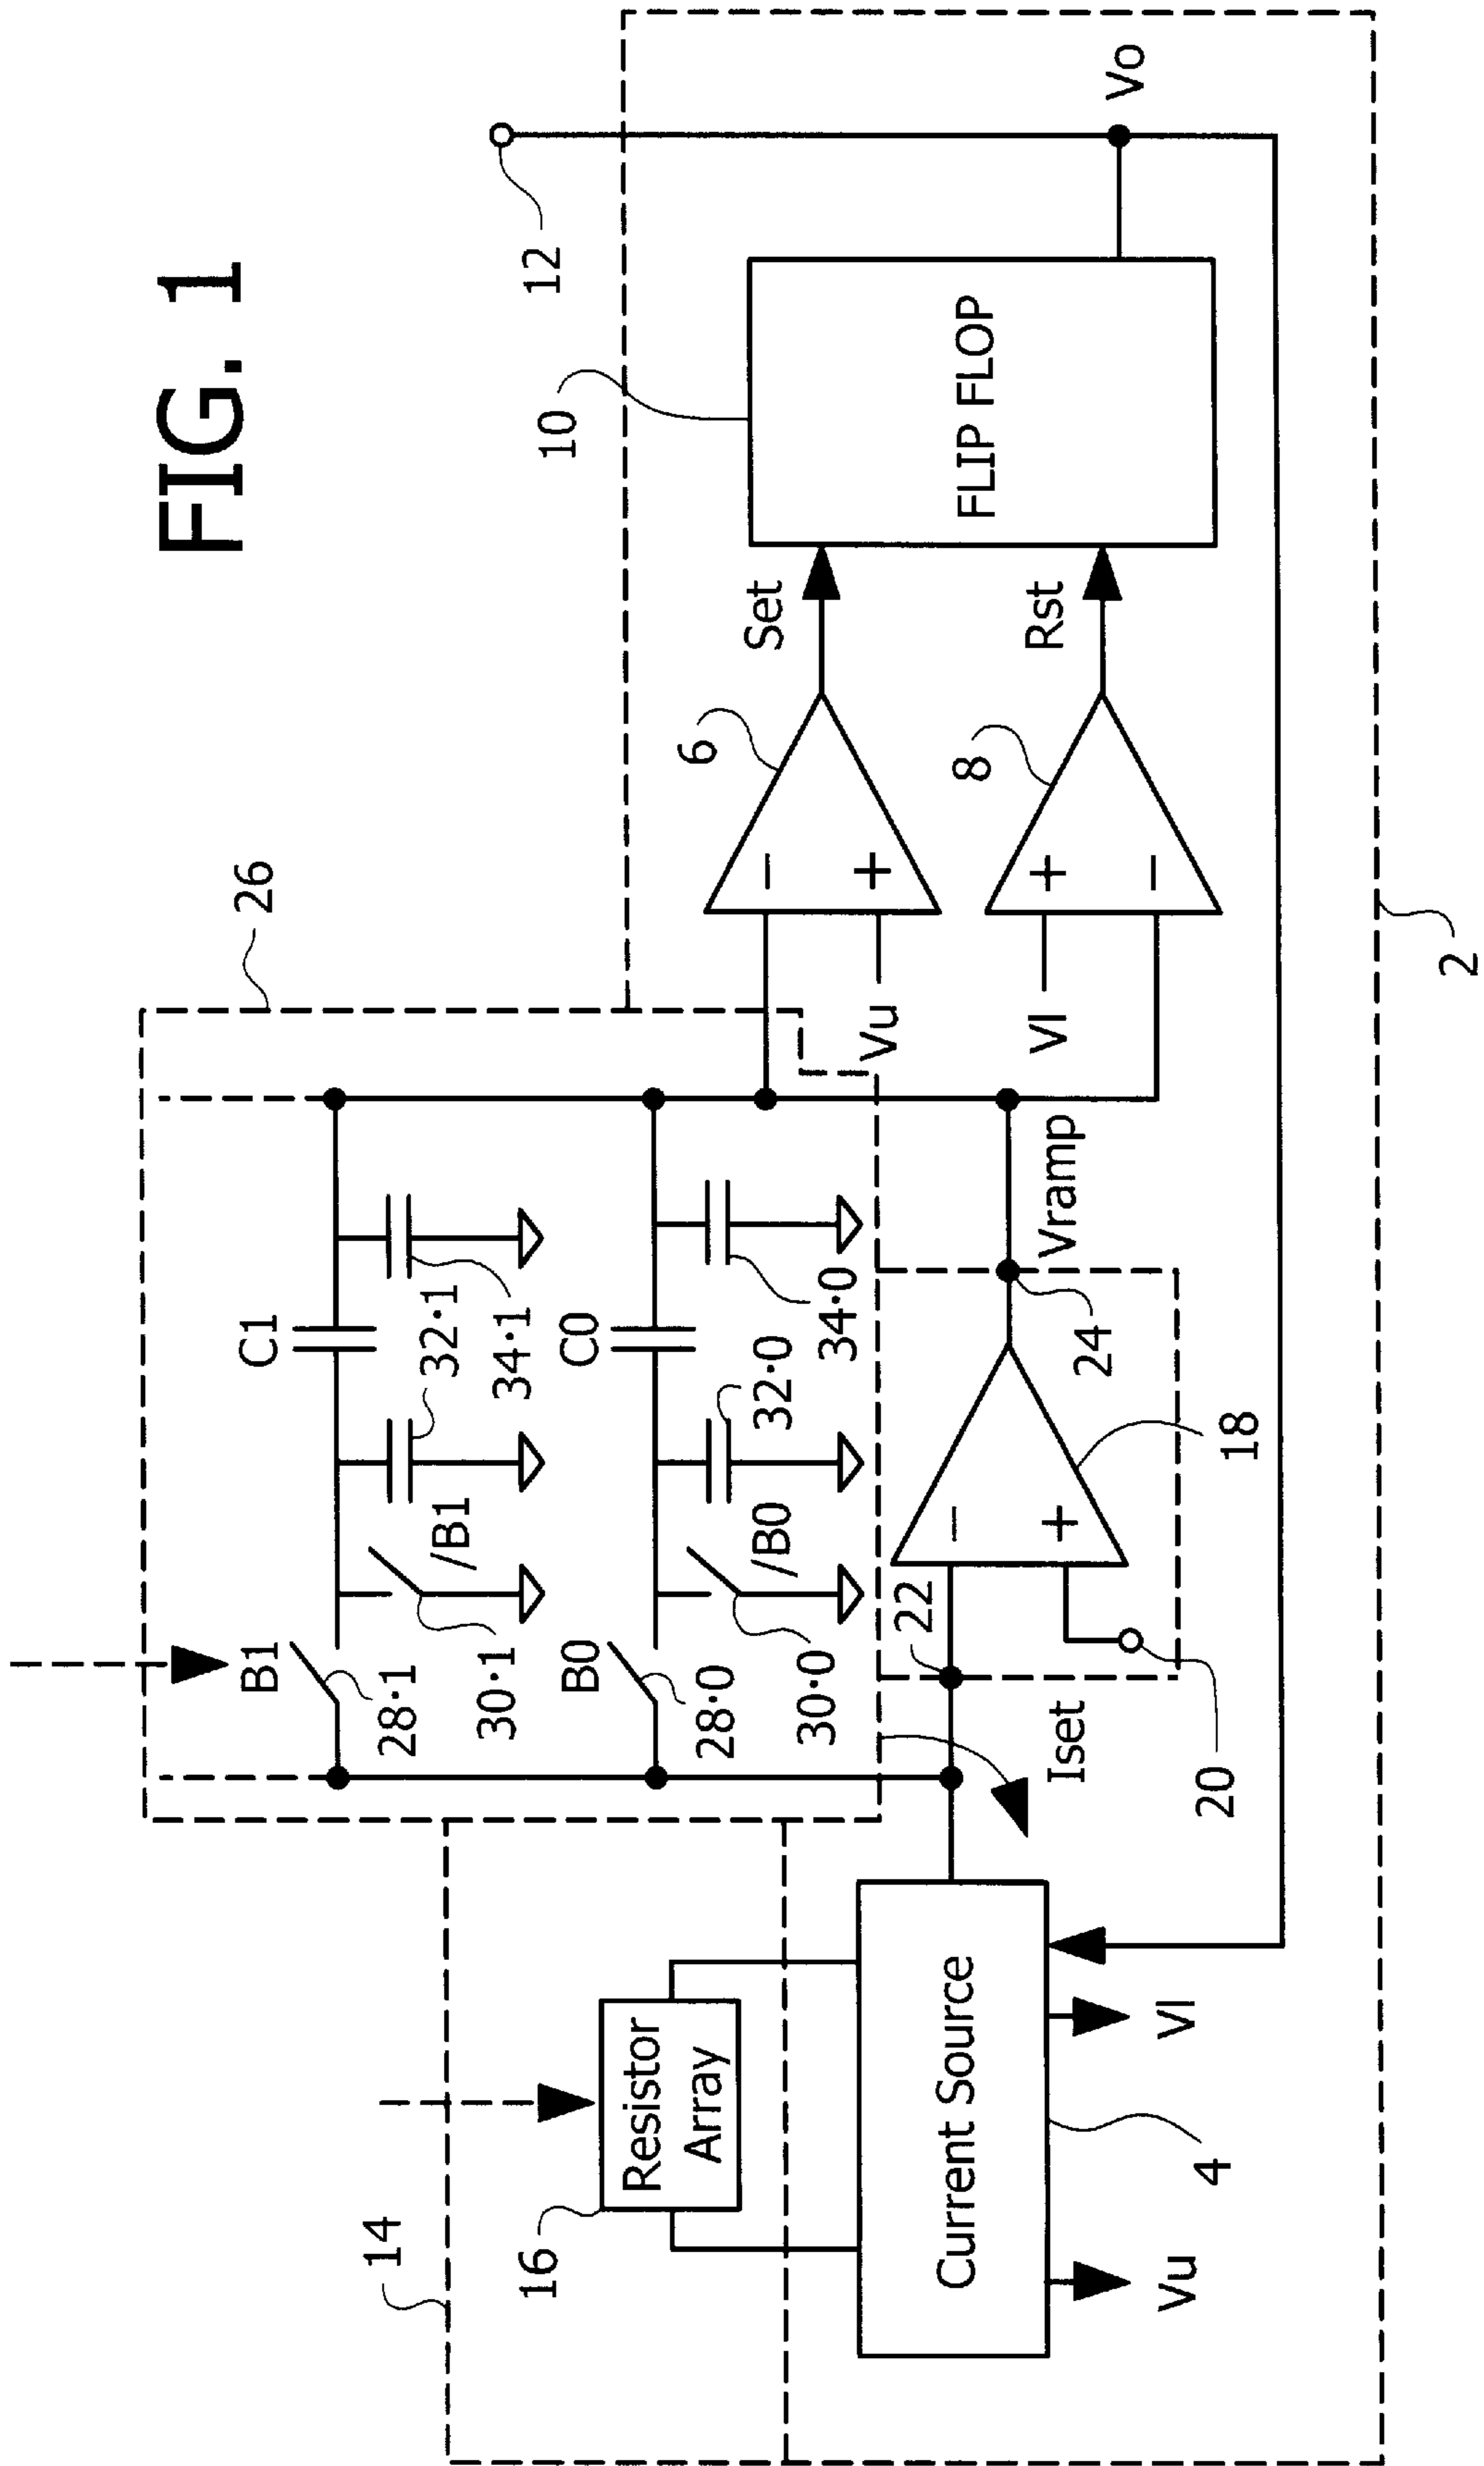 FIG. 1
26
12
B1
C1
28·1
30·1
/B1
32·1
34·1
B0
C0
28·0
30·0
/B0
32·0
34·0
14
16
Resistor
Array
Current Source
4
Vu
Vl
Iset
22
20
18
24
Vramp
−
+
Vu
Vl
−
+
+
−
6
8
Set
Rst
10
FLIP FLOP
Vo
2